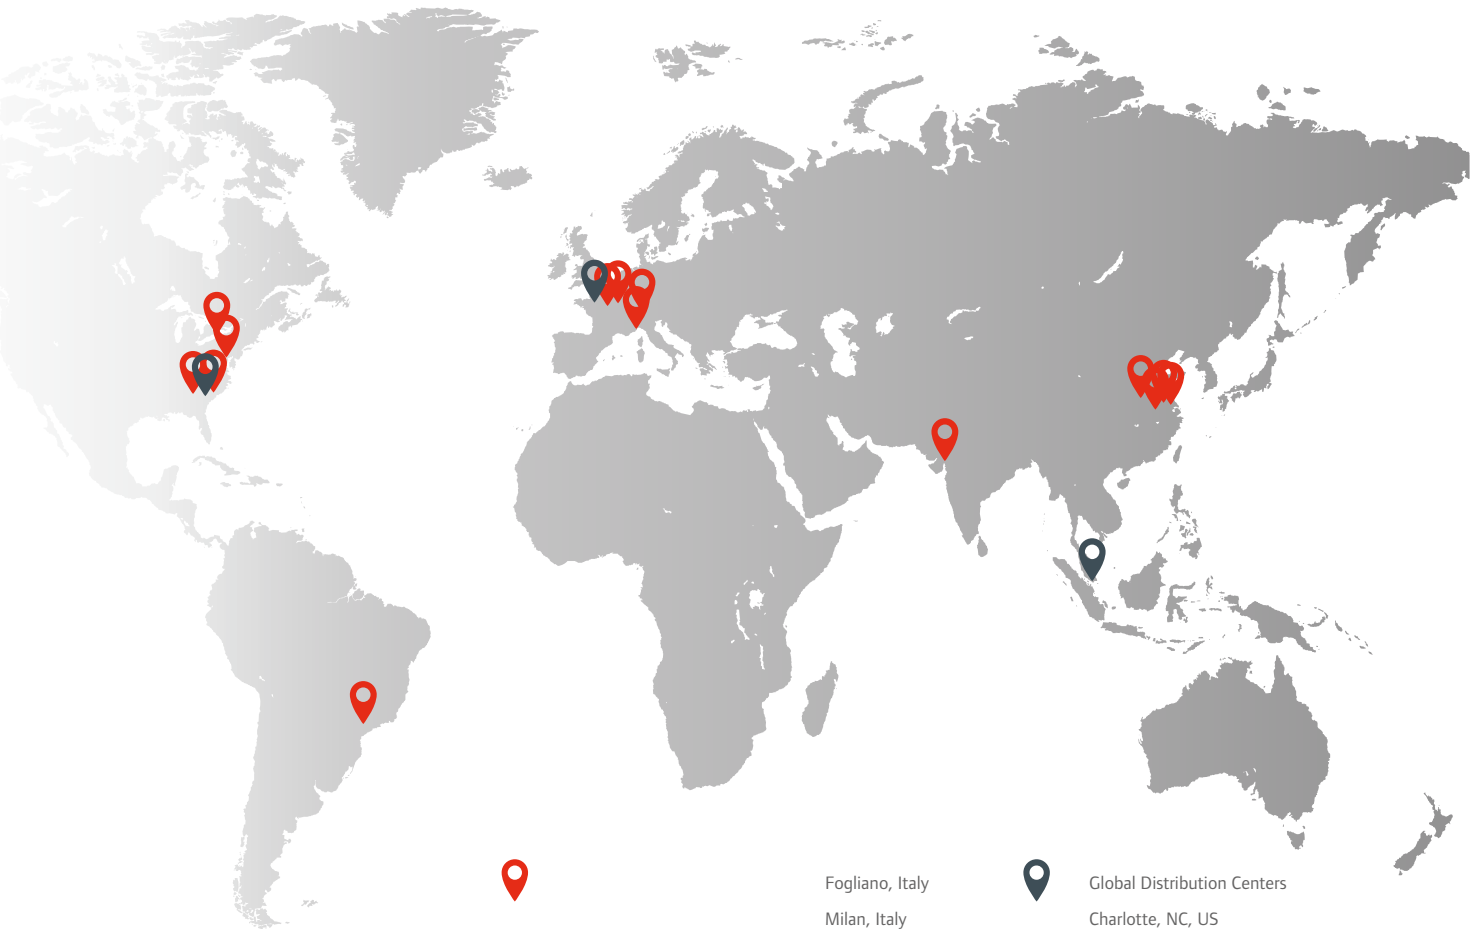 Fogliano, Italy
Milan, Italy
Global Distribution Centers
Charlotte, NC, US